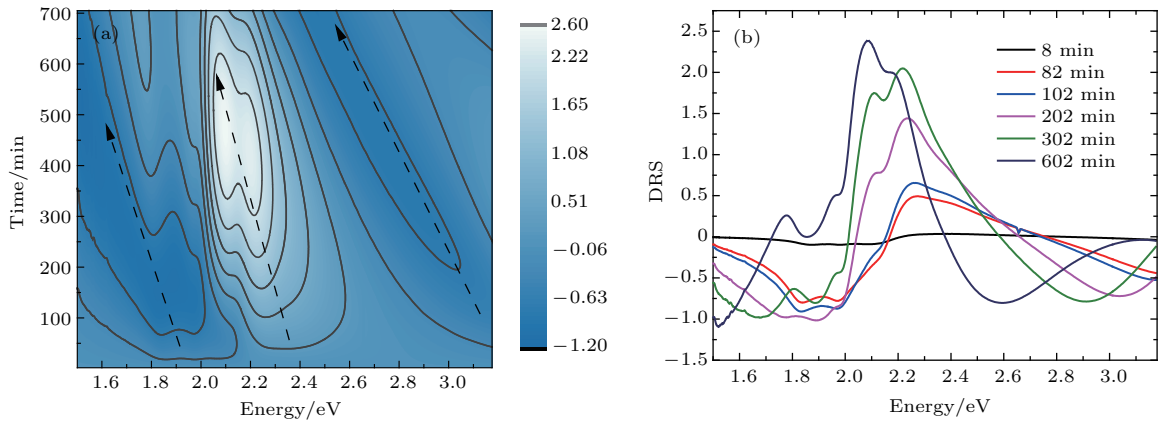 (a)
700
600
500
400
300
200
100
Time/min
1.6 1.8 2.0 2.2 2.4 2.6 2.8 3.0
Energy/eV
2.60
2.22
1.65
1.08
0.51
−0.06
−0.63
−1.20
(b)
2.5
2.0
1.5
1.0
0.5
0
−0.5
−1.0
−1.5
DRS
8 min
82 min
102 min
202 min
302 min
602 min
1.6 1.8 2.0 2.2 2.4 2.6 2.8 3.0
Energy/eV